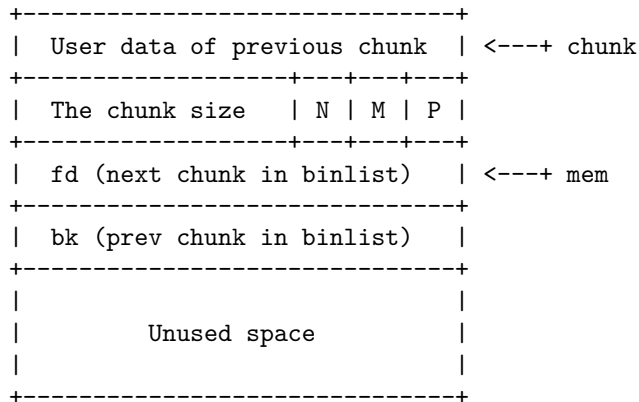 +--------------------------------+
| User data of previous chunk | <---+ chunk
+--------------------+---+---+---+
| The chunk size | N | M | P |
+--------------------+---+---+---+
| fd (next chunk in binlist) | <---+ mem
+--------------------------------+
| bk (prev chunk in binlist) |
+--------------------------------+
| |
| Unused space |
| |
+--------------------------------+